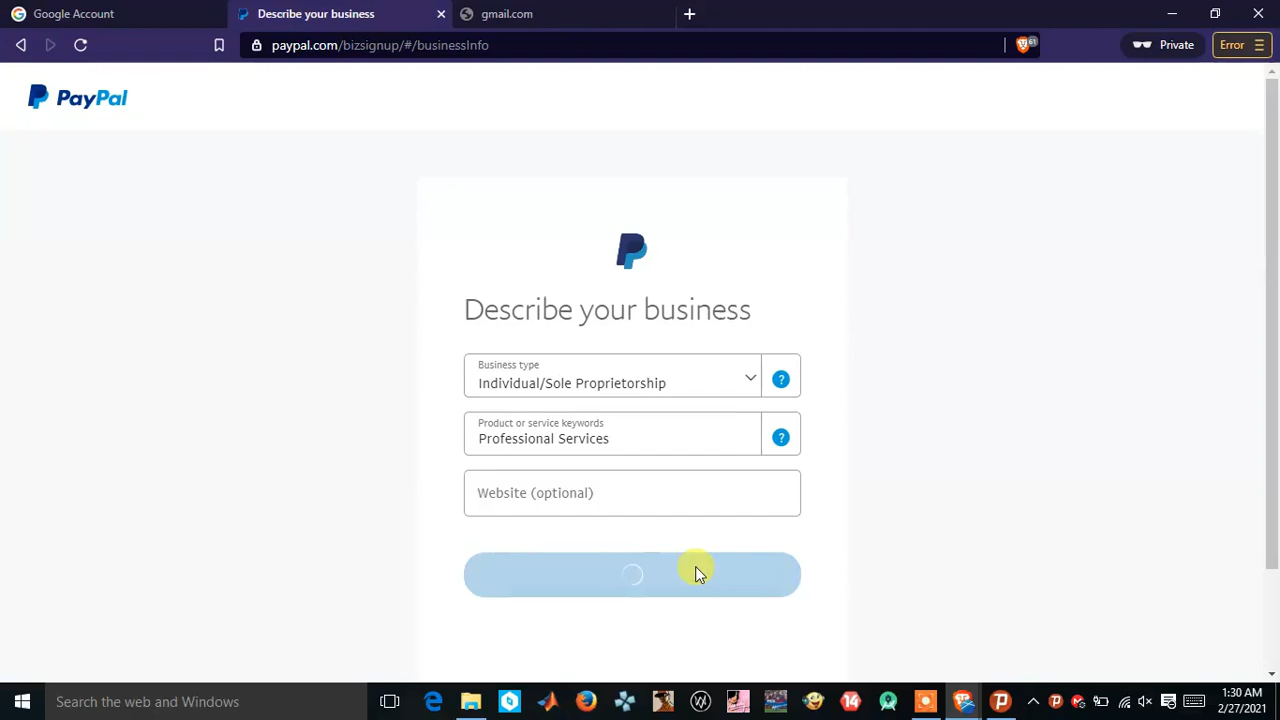 Google Account
Describe your business
gmail.com
paypal.com/bizsignup/#/businessInfo
61
Private
Error
PayPal
Describe your business
Business type
Individual/Sole Proprietorship
?
Product or service keywords
Professional Services
?
Website (optional)
Search the web and Windows
14
1:30 AM
2/27/2021